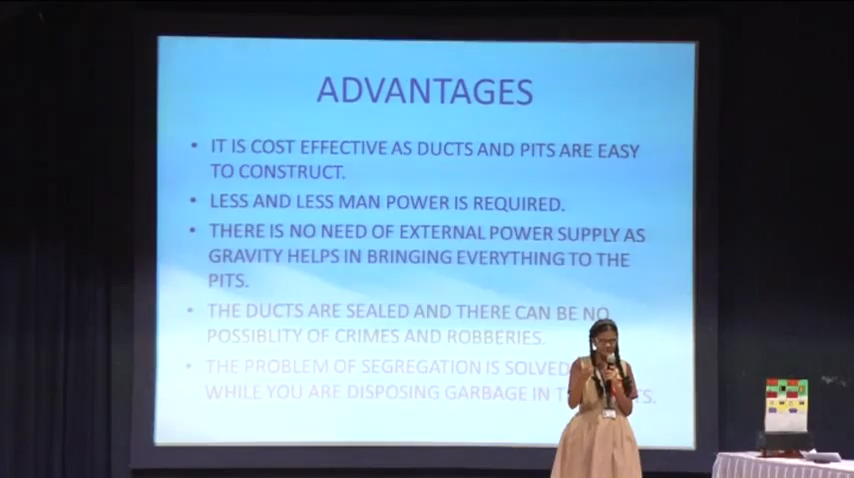 ADVANTAGES
• IT IS COST EFFECTIVE AS DUCTS AND PITS ARE EASY
TO CONSTRUCT.
• LESS AND LESS MAN POWER IS REQUIRED.
• THERE IS NO NEED OF EXTERNAL POWER SUPPLY AS
GRAVITY HELPS IN BRINGING EVERYTHING TO THE
PITS.
• THE DUCTS ARE SEALED AND THERE CAN BE NO
POSSIBLITY OF CRIMES AND ROBBERIES.
• THE PROBLEM OF SEGREGATION IS SOLVED
WHILE YOU ARE DISPOSING GARBAGE IN